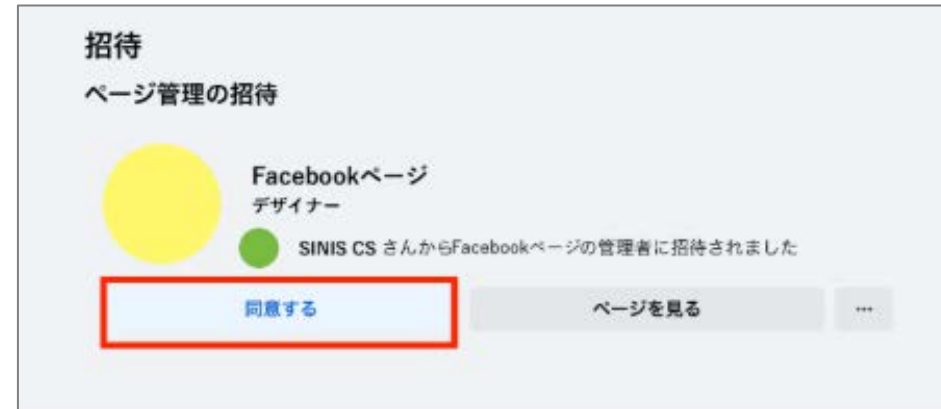 招待
ページ管理の招待
Facebookページ
デザイナー
SINIS CS さんからFacebookページの管理者に招待されました
同意する
ページを見る
...